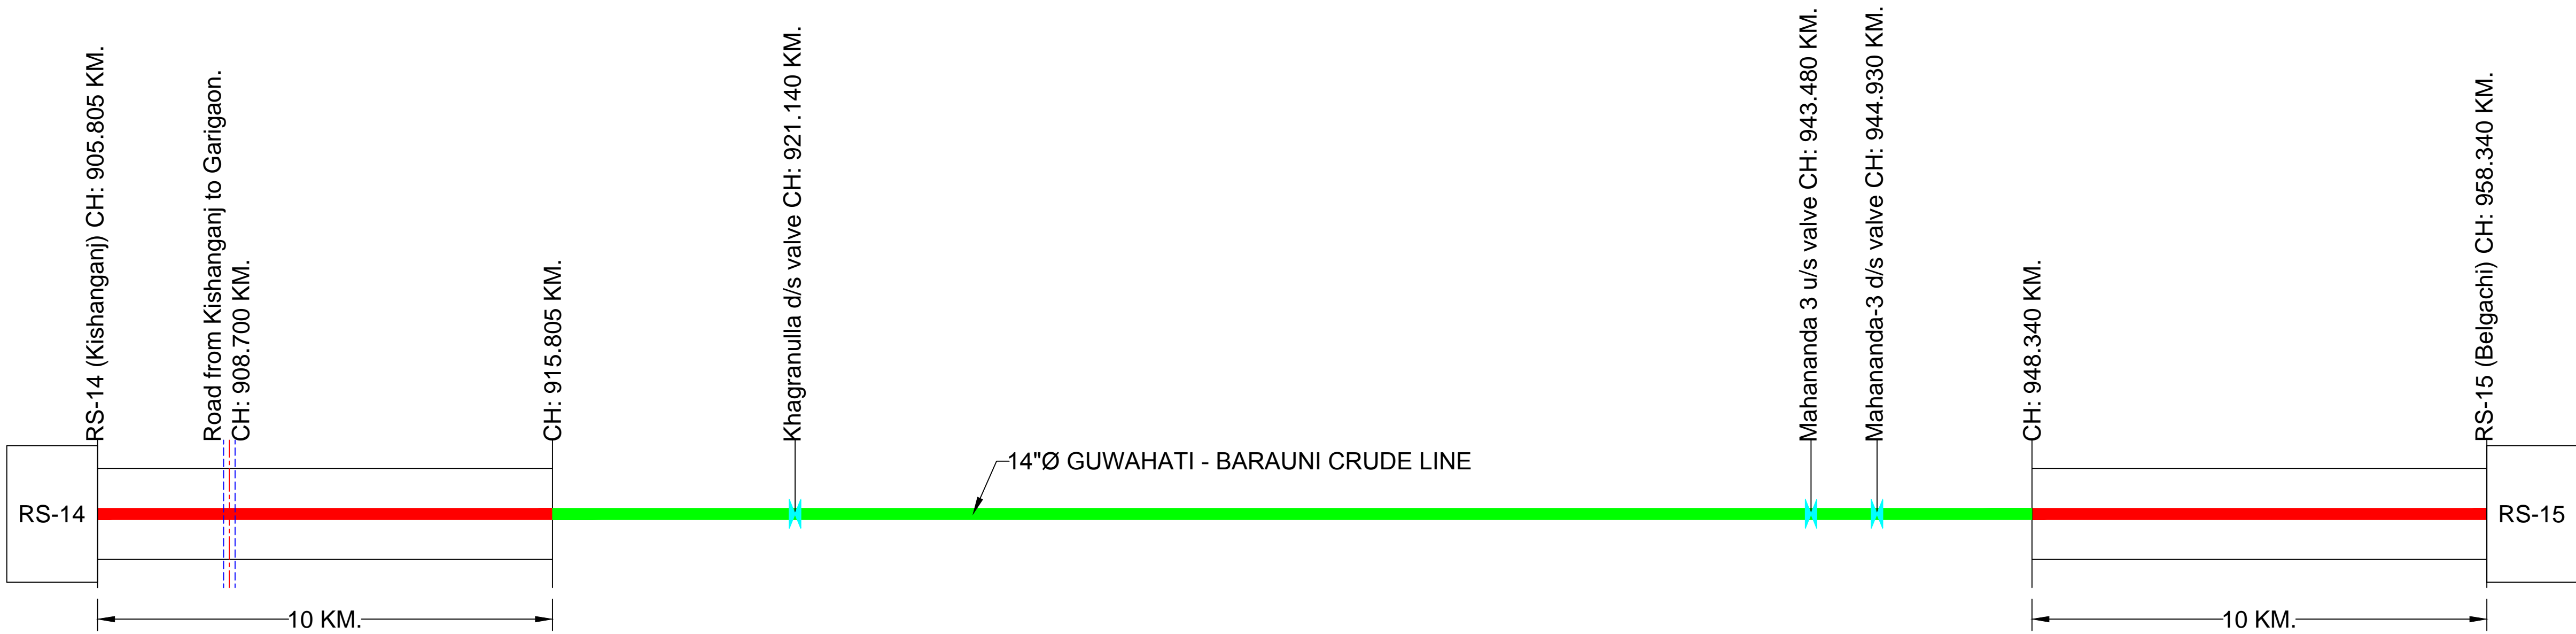 RS-14 (Kishanganj) CH: 905.805 KM.
Road from Kishanganj to Garigaon.
CH: 908.700 KM.
CH: 915.805 KM.
Khagranulla d/s valve CH: 921.140 KM.
Mahananda 3 u/s valve CH: 943.480 KM.
Mahananda-3 d/s valve CH: 944.930 KM.
CH: 948.340 KM.
RS-15 (Belgachi) CH: 958.340 KM.
14"Ø GUWAHATI - BARAUNI CRUDE LINE
RS-14
RS-15
10 KM.
10 KM.